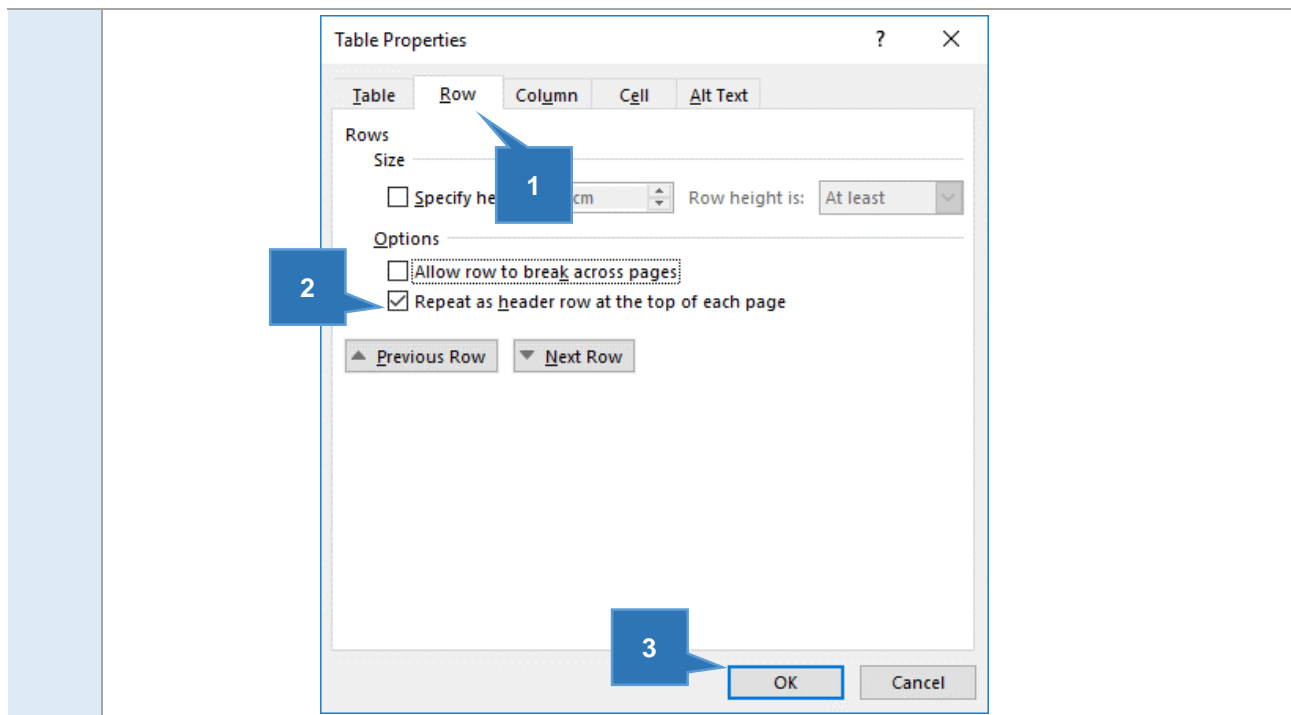 Table Properties ?
Table Row Column Cell Alt Text
Rows
Size
1
Specify he cm Row height is: At least
Options
2
Allow row to break across pages
Repeat as header row at the top of each page
Previous Row Next Row
3
OK Cancel